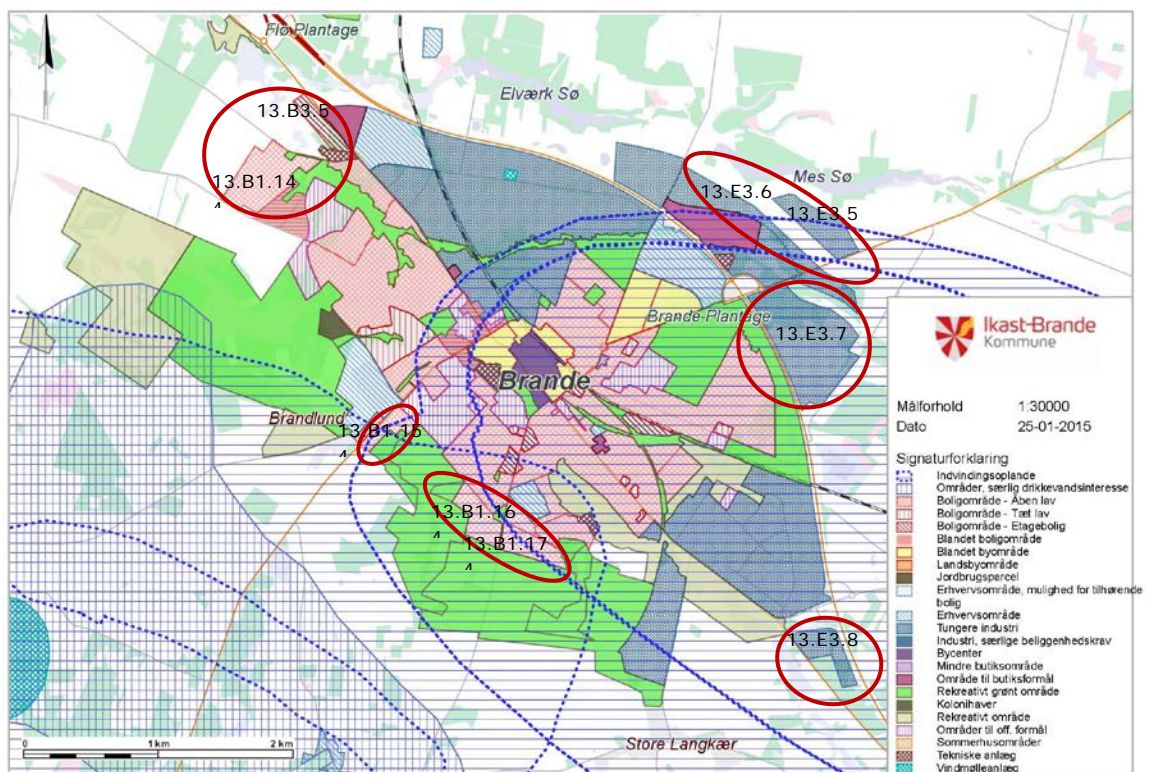 Flø Plantage
Elværk Sø
13.B3.5
13.B1.14
4
Mes Sø
13.E3.6
13.E3.5
Brande Plantage
13.E3.7
Brande
Brandlund
13.B1.15
4
13.B1.16
4
13.B1.17
4
13.E3.8
Store Langkær
0 1 km 2 km
Ikast-Brande
Kommune
Målforhold 1:30000
Dato 25-01-2015
Signaturforklaring
Indvindingsoplande
Områder, særlig drikkevandsinteresse
Boligområde - Åben lav
Boligområde - Tæt lav
Boligområde - Etagebolig
Blandet boligområde
Blandet byområde
Landsbyområde
Jordbrugsparcel
Erhvervsområde, mulighed for tilhørende
bolig
Erhvervsområde
Tungere industri
Industri, særlige beliggenhedskrav
Bycenter
Mindre butiksområde
Område til butiksformål
Rekreativt grønt område
Kolonihaver
Rekreativt område
Områder til off. formål
Sommerhusområder
Tekniske anlæg
Vindmølleanlæg